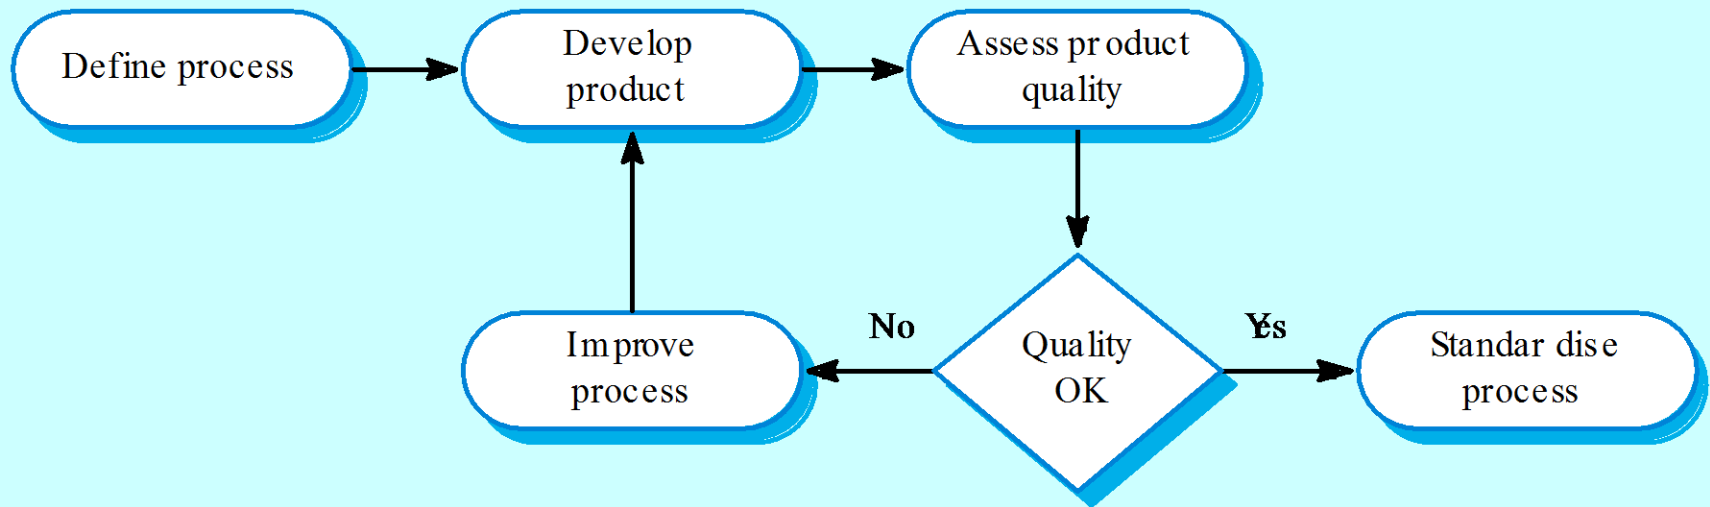 Define process
Develop
product
Assess product
quality
No
Yes
Improve
process
Quality
OK
Standardise
process